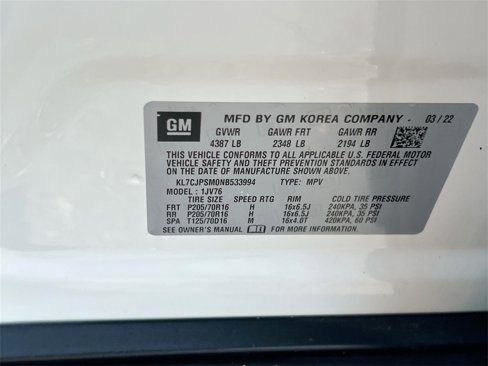 GM MFD BY GM KOREA COMPANY - 03/22
GVWR GAWR FRT GAWR RR
4387 LB 2348 LB 2194 LB
THIS VEHICLE CONFORMS TO ALL APPLICABLE U.S. FEDERAL MOTOR
VEHICLE SAFETY AND THEFT PREVENTION STANDARDS IN EFFECT
ON THE DATE OF MANUFACTURE SHOWN ABOVE.
KL7CJPSM0NB533994 TYPE: MPV
MODEL: 1JV76
TIRE SIZE SPEED RTG RIM COLD TIRE PRESSURE
FRT P205/70R16 H 16x6.5J 240KPA, 35 PSI
RR P205/70R16 H 16x6.5J 240KPA, 35 PSI
SPA T125/70D16 M 16x4.0T 420KPA, 60 PSI
SEE OWNER'S MANUAL FOR MORE INFORMATION.